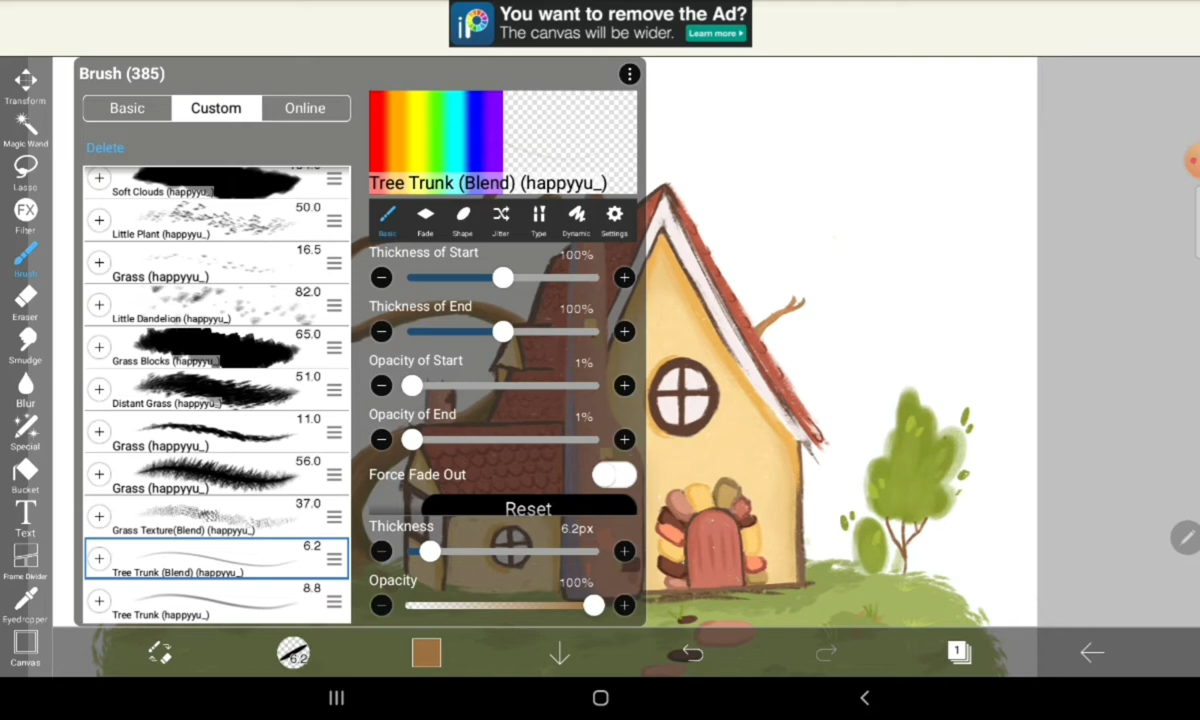 You want to remove the Ad?
The canvas will be wider.
Learn more
Brush (385)
Basic
Custom
Online
Delete
Soft Clouds (happyyu_)
50.0
Little Plant (happyyu_)
16.5
Grass (happyyu_)
82.0
Little Dandelion (happyyu_)
65.0
Grass Blocks (happyyu_)
51.0
Distant Grass (happyyu_)
11.0
Grass (happyyu_)
56.0
Grass (happyyu_)
37.0
Grass Texture(Blend) (happyyu_)
6.2
Tree Trunk (Blend) (happyyu_)
8.8
Tree Trunk (happyyu_)
Tree Trunk (Blend) (happyyu_)
Basic
Fade
Shape
Jitter
Type
Dynamic
Settings
Thickness of Start
100%
Thickness of End
100%
Opacity of Start
1%
Opacity of End
1%
Force Fade Out
Reset
Thickness
6.2px
Opacity
100%
Transform
Magic Wand
Lasso
FX
Filter
Brush
Eraser
Smudge
Blur
Special
Bucket
T
Text
Frame Divider
Eyedropper
Canvas
6.2
1